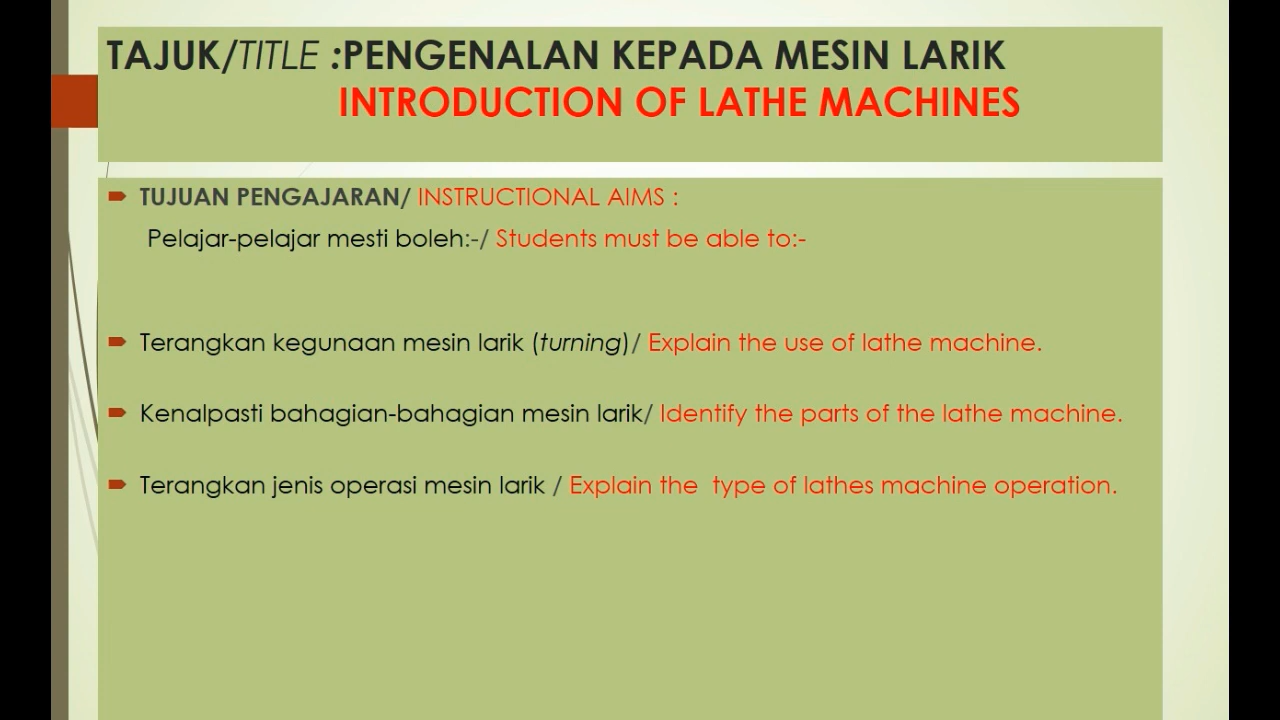 TAJUK/TITLE :PENGENALAN KEPADA MESIN LARIK
INTRODUCTION OF LATHE MACHINES
TUJUAN PENGAJARAN/ INSTRUCTIONAL AIMS :
Pelajar-pelajar mesti boleh:-/ Students must be able to:-
Terangkan kegunaan mesin larik (turning)/ Explain the use of lathe machine.
Kenalpasti bahagian-bahagian mesin larik/ Identify the parts of the lathe machine.
Terangkan jenis operasi mesin larik / Explain the  type of lathes machine operation.